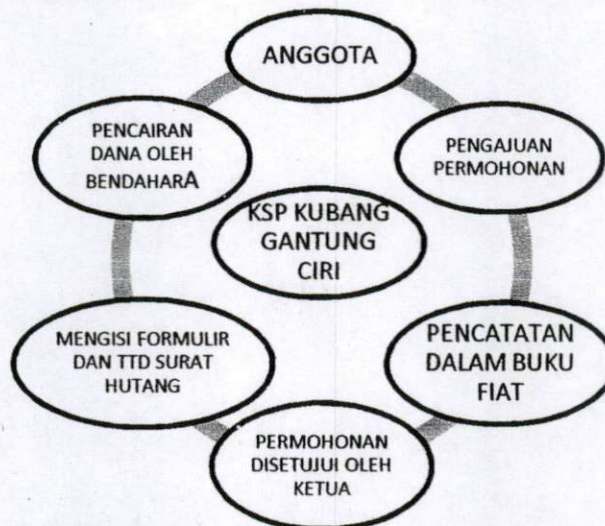 ANGGOTA
PENGAJUAN
PERMOHONAN
PENCATATAN
DALAM BUKU
FIAT
PERMOHONAN
DISETUJUI OLEH
KETUA
MENGISI FORMULIR
DAN TTD SURAT
HUTANG
PENCAIRAN
DANA OLEH
BENDAHARA
KSP KUBANG
GANTUNG
CIRI